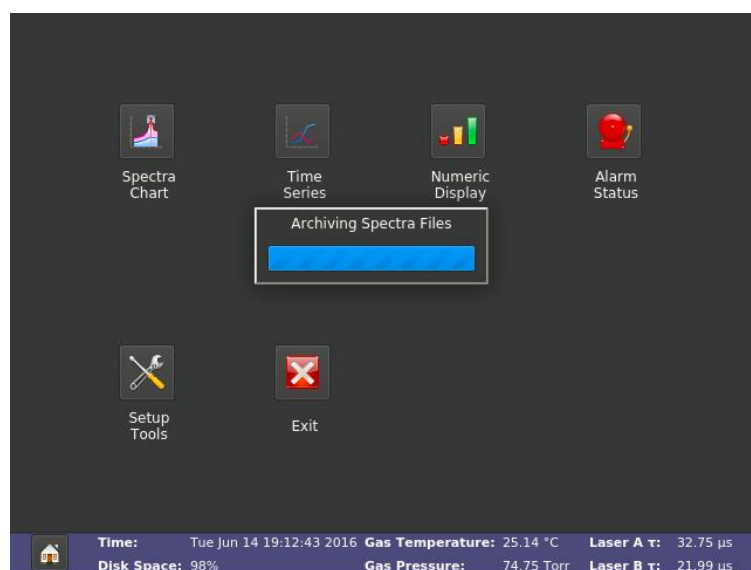 Spectra
Chart
Time
Series
Numeric
Display
Alarm
Status
Archiving Spectra Files
Setup
Tools
Exit
Time: Tue Jun 14 19:12:43 2016 Gas Temperature: 25.14 °C Laser A τ: 32.75 µs
Disk Space: 98% Gas Pressure: 74.75 Torr Laser B τ: 21.99 µs